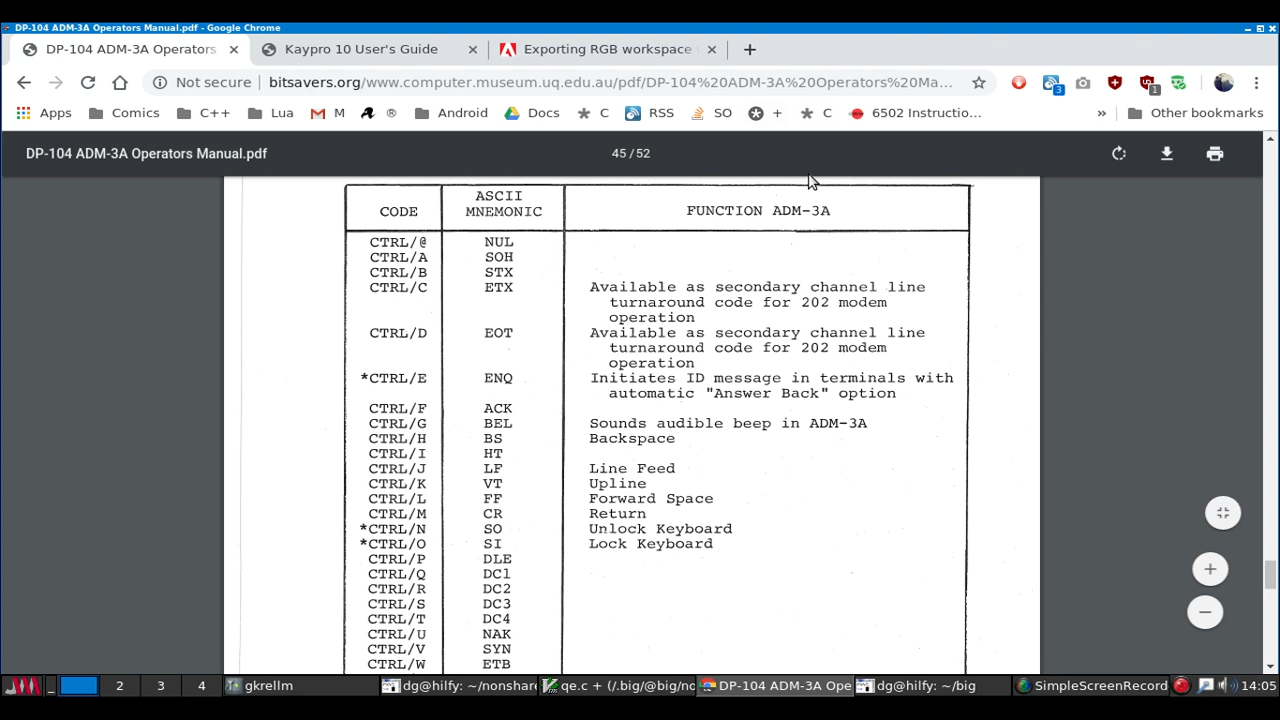 DP-104 ADM-3A Operators Manual.pdf - Google Chrome
DP-104 ADM-3A Operators
Kaypro 10 User's Guide
Exporting RGB workspace
Not secure
bitsavers.org/www.computer.museum.uq.edu.au/pdf/DP-104%20ADM-3A%20Operators%20Ma...
3
1
Apps Comics C++ Lua M ® Android Docs C RSS SO + C 6502 Instructio... » Other bookmarks
DP-104 ADM-3A Operators Manual.pdf 45 / 52
CODE ASCII MNEMONIC FUNCTION ADM-3A
CTRL/@ NUL
CTRL/A SOH
CTRL/B STX
CTRL/C ETX Available as secondary channel line
turnaround code for 202 modem
operation
CTRL/D EOT Available as secondary channel line
turnaround code for 202 modem
operation
*CTRL/E ENQ Initiates ID message in terminals with
automatic "Answer Back" option
CTRL/F ACK
CTRL/G BEL Sounds audible beep in ADM-3A
CTRL/H BS Backspace
CTRL/I HT
CTRL/J LF Line Feed
CTRL/K VT Upline
CTRL/L FF Forward Space
CTRL/M CR Return
*CTRL/N SO Unlock Keyboard
*CTRL/O SI Lock Keyboard
CTRL/P DLE
CTRL/Q DC1
CTRL/R DC2
CTRL/S DC3
CTRL/T DC4
CTRL/U NAK
CTRL/V SYN
CTRL/W ETB
2 3 4 gkrellm dg@hilfy: ~/nonshare qe.c + (/.big/@big/no DP-104 ADM-3A Ope dg@hilfy: ~/big SimpleScreenRecord 14:05